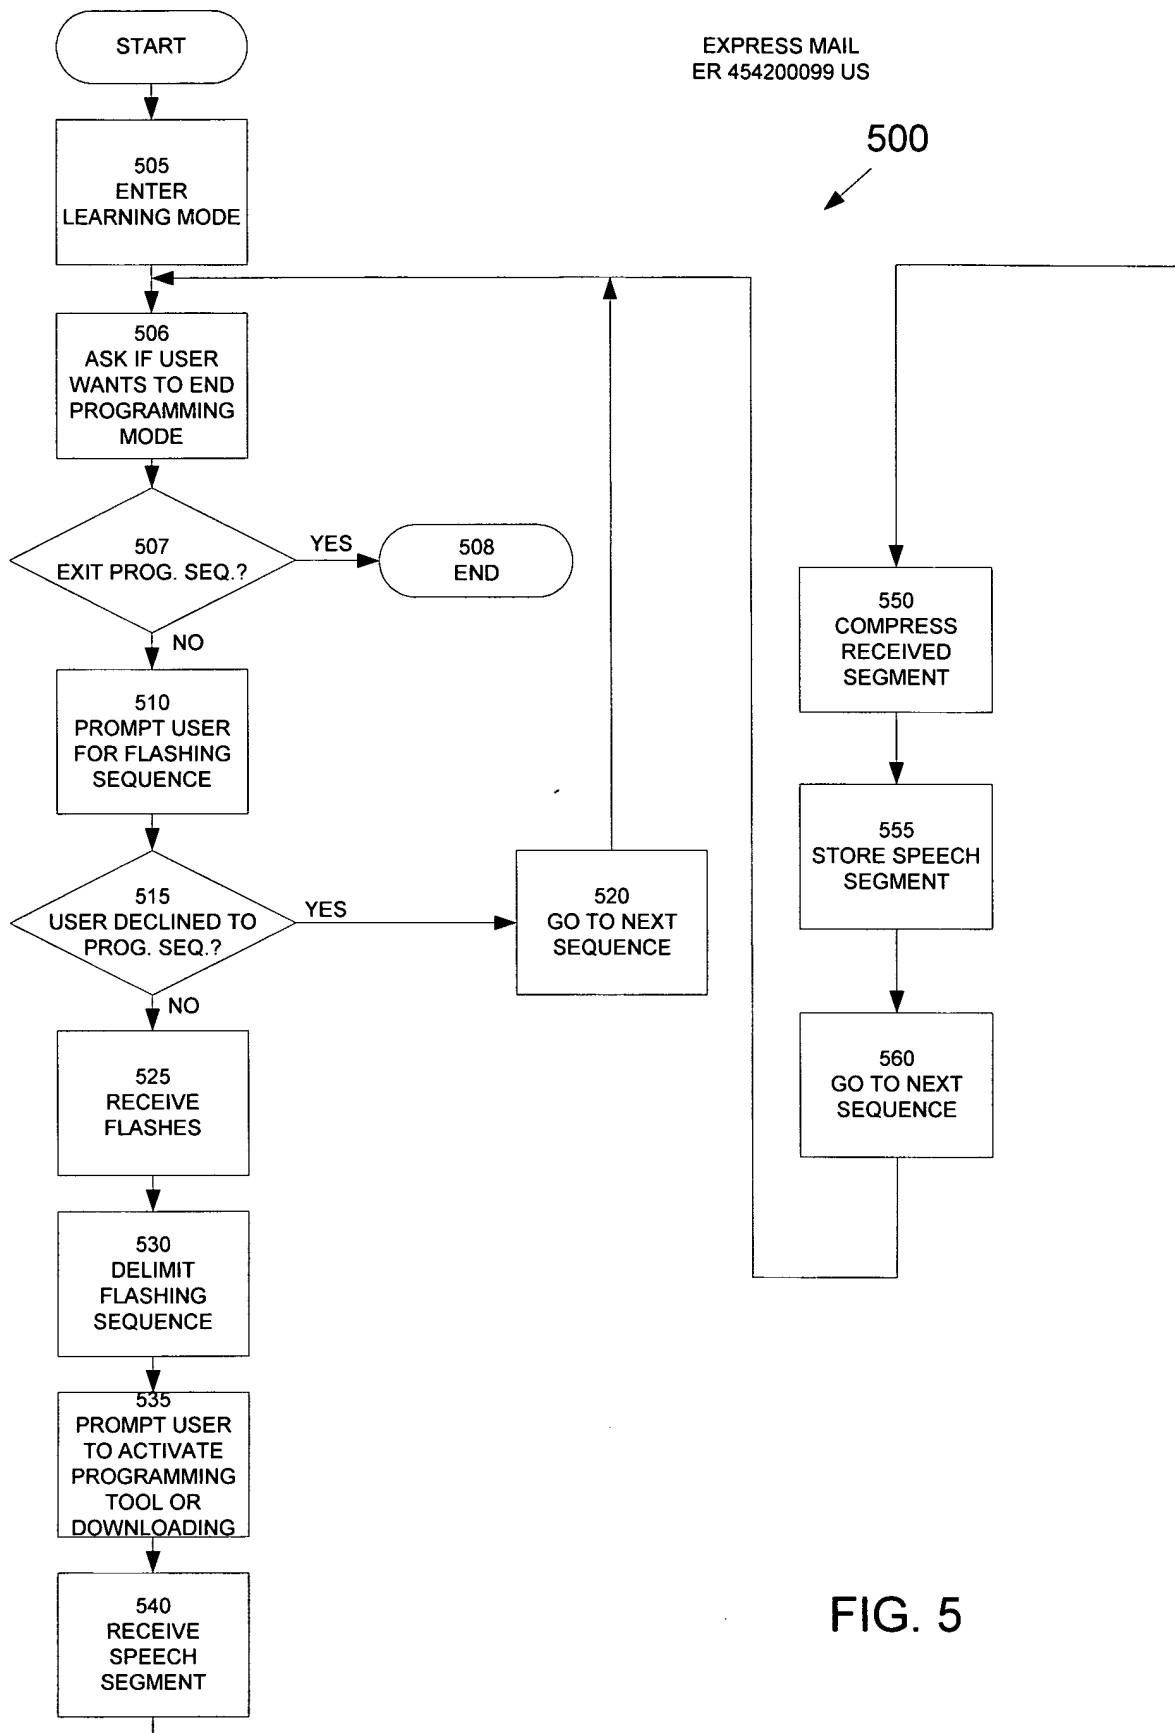 START
EXPRESS MAIL
ER 454200099 US
500
505
ENTER
LEARNING MODE
506
ASK IF USER
WANTS TO END
PROGRAMMING
MODE
507
EXIT PROG. SEQ.?
YES
508
END
NO
510
PROMPT USER
FOR FLASHING
SEQUENCE
515
USER DECLINED TO
PROG. SEQ.?
YES
520
GO TO NEXT
SEQUENCE
NO
525
RECEIVE
FLASHES
530
DELIMIT
FLASHING
SEQUENCE
535
PROMPT USER
TO ACTIVATE
PROGRAMMING
TOOL OR
DOWNLOADING
540
RECEIVE
SPEECH
SEGMENT
550
COMPRESS
RECEIVED
SEGMENT
555
STORE SPEECH
SEGMENT
560
GO TO NEXT
SEQUENCE
FIG. 5